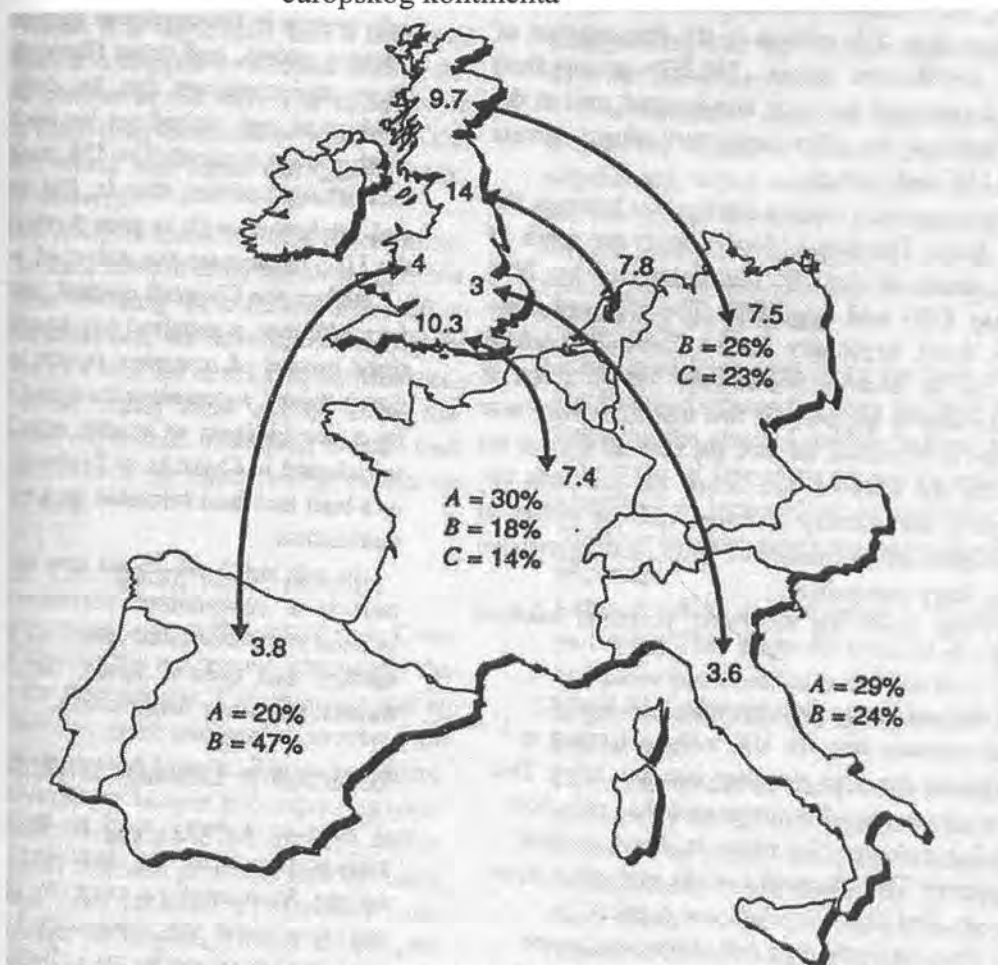 europskog kontinenta
9.7
14
4
3
7.8
10.3
7.5
B = 26%
C = 23%
7.4
A = 30%
B = 18%
C = 14%
3.8
3.6
A = 29%
B = 24%
A = 20%
B = 47%